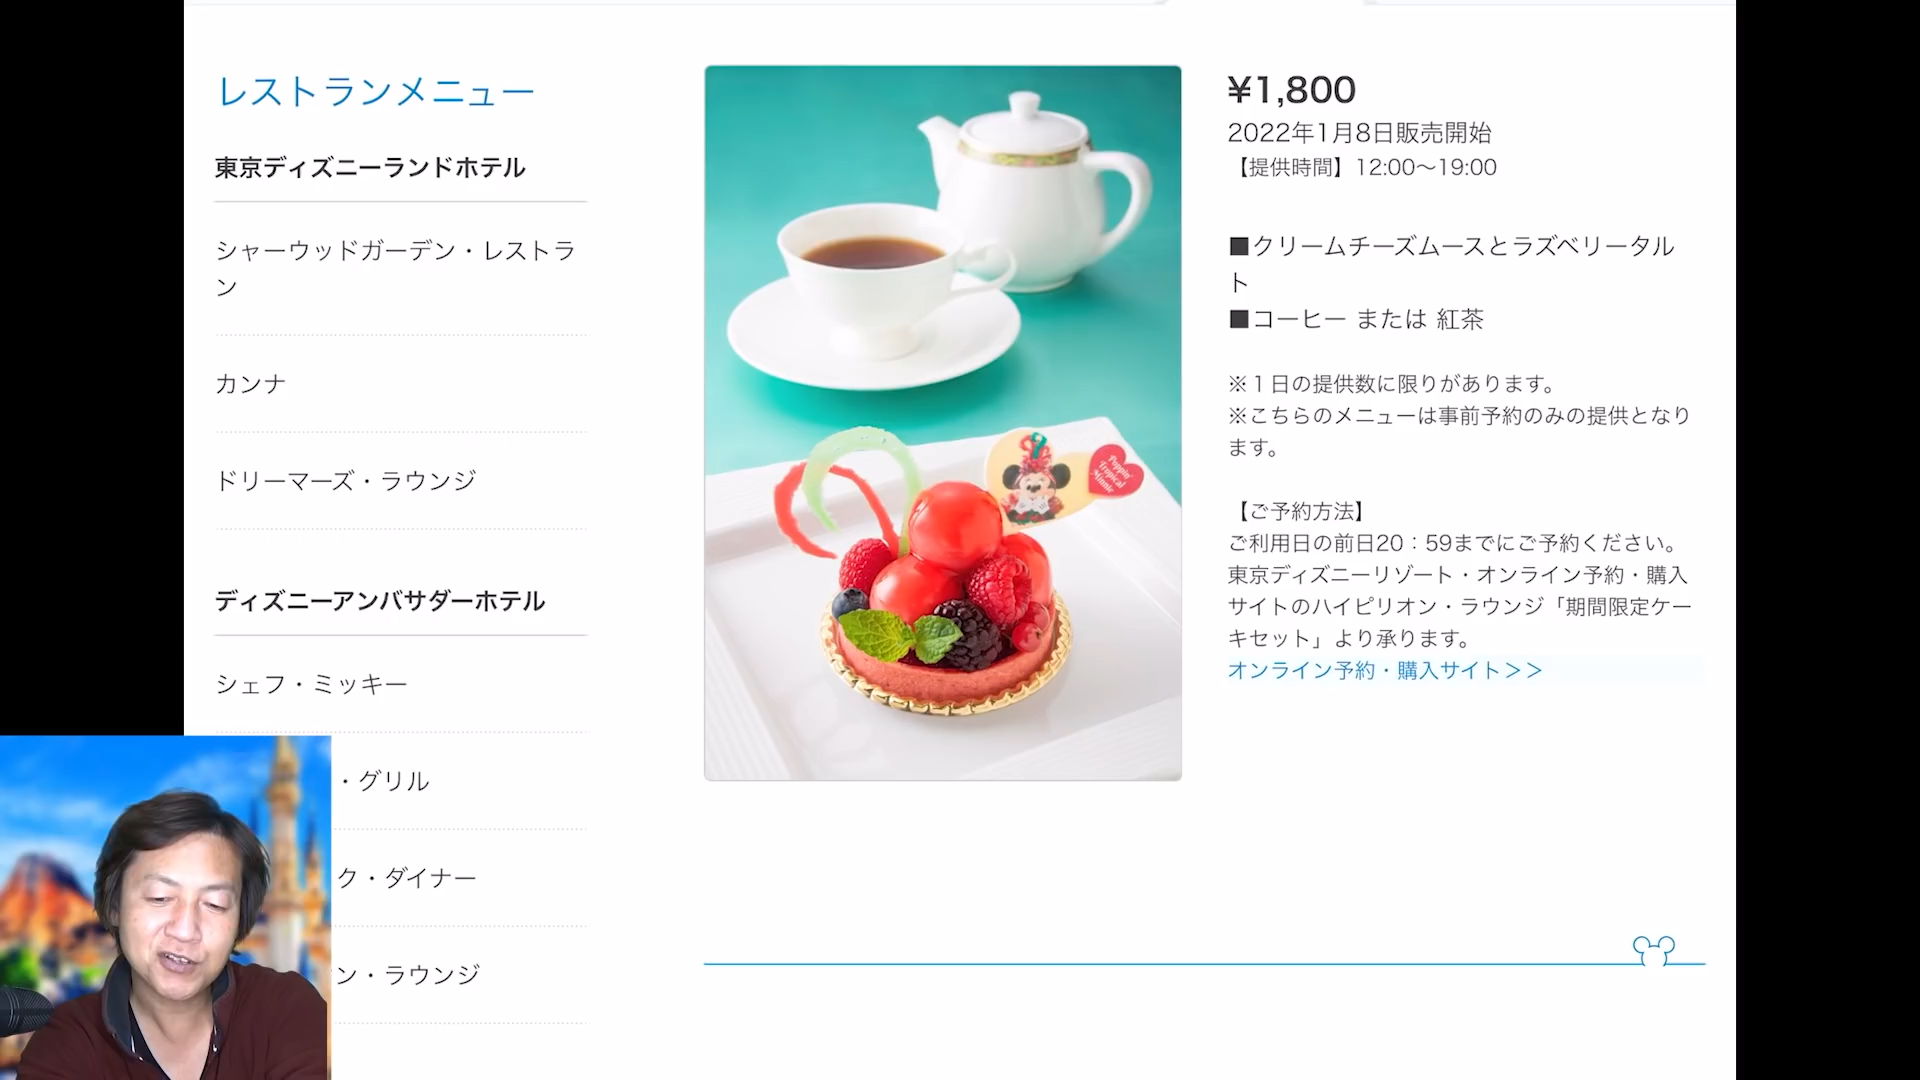 レストランメニュー
東京ディズニーランドホテル
シャーウッドガーデン・レストラ
ン
カンナ
ドリーマーズ・ラウンジ
ディズニーアンバサダーホテル
シェフ・ミッキー
・グリル
ク・ダイナー
ン・ラウンジ
Poppin'
Tropical
Minnie
¥1,800
2022年1月8日販売開始
【提供時間】12:00〜19:00
■クリームチーズムースとラズベリータル
ト
■コーヒー または 紅茶
※１日の提供数に限りがあります。
※こちらのメニューは事前予約のみの提供となり
ます。
【ご予約方法】
ご利用日の前日20：59までにご予約ください。
東京ディズニーリゾート・オンライン予約・購入
サイトのハイピリオン・ラウンジ「期間限定ケー
キセット」より承ります。
オンライン予約・購入サイト＞＞